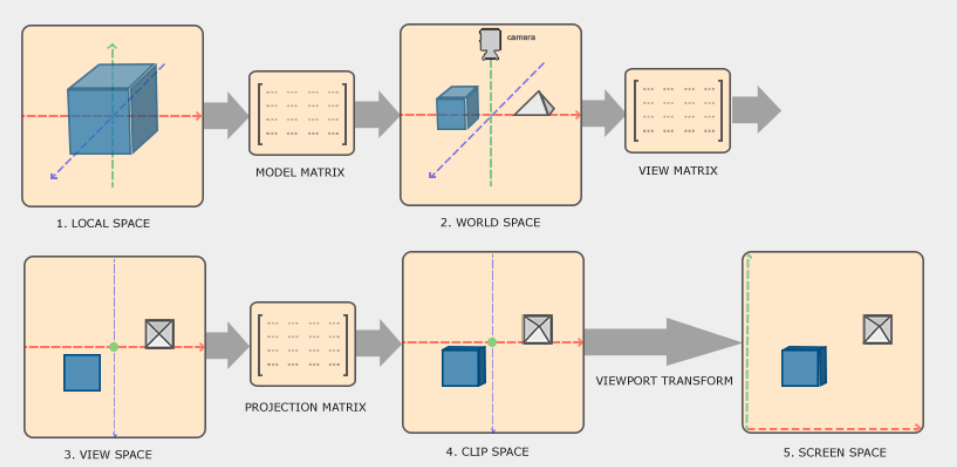 camera
MODEL MATRIX
VIEW MATRIX
1. LOCAL SPACE
2. WORLD SPACE
PROJECTION MATRIX
VIEWPORT TRANSFORM
3. VIEW SPACE
4. CLIP SPACE
5. SCREEN SPACE